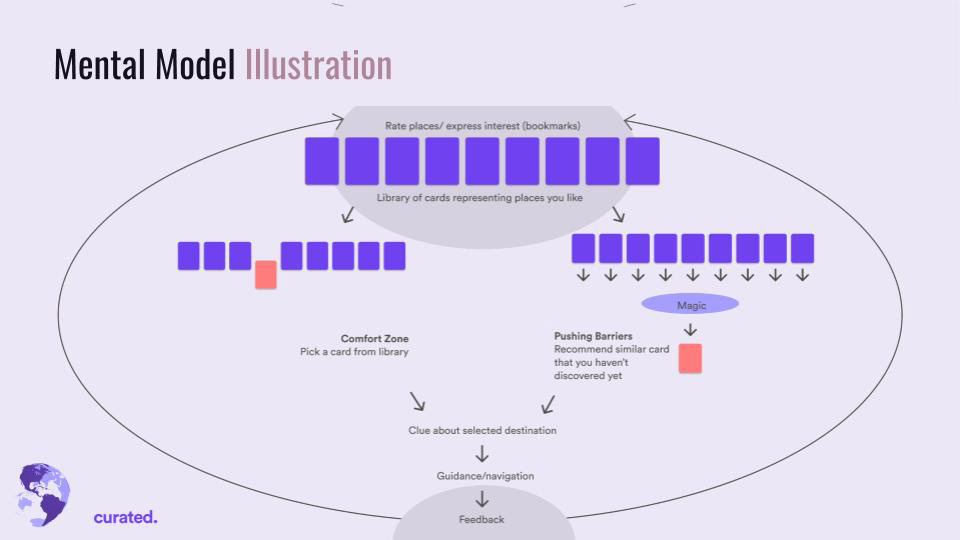 Mental Model Illustration
Rate places/ express interest (bookmarks)
Library of cards representing places you like
Magic
Comfort Zone
Pick a card from library
Pushing Barriers
Recommend similar card
that you haven't
discovered yet
Clue about selected destination
Guidance/navigation
Feedback
curated.